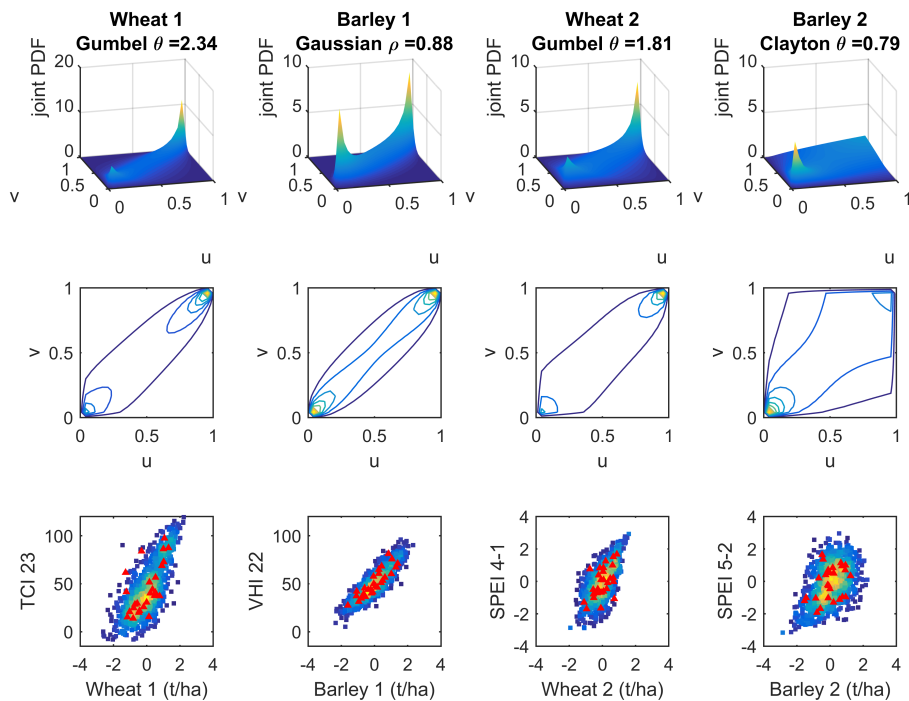 Wheat 1
Gumbel θ =2.34
Barley 1
Gaussian ρ =0.88
Wheat 2
Gumbel θ =1.81
Barley 2
Clayton θ =0.79
joint PDF
20
10
0
1
0.5
0
v
0
0.5
1
u
joint PDF
10
5
0
1
0.5
0
v
0
0.5
1
u
joint PDF
10
5
0
1
0.5
0
v
0
0.5
1
u
joint PDF
10
5
0
1
0.5
0
v
0
0.5
1
u
v
1
0.5
0
0 0.5 1
u
v
1
0.5
0
0 0.5 1
u
v
1
0.5
0
0 0.5 1
u
v
1
0.5
0
0 0.5 1
u
TCI 23
100
50
0
-4 -2 0 2 4
Wheat 1 (t/ha)
VHI 22
100
50
0
-4 -2 0 2 4
Barley 1 (t/ha)
SPEI 4-1
4
2
0
-2
-4
-4 -2 0 2 4
Wheat 2 (t/ha)
SPEI 5-2
4
2
0
-2
-4
-4 -2 0 2 4
Barley 2 (t/ha)